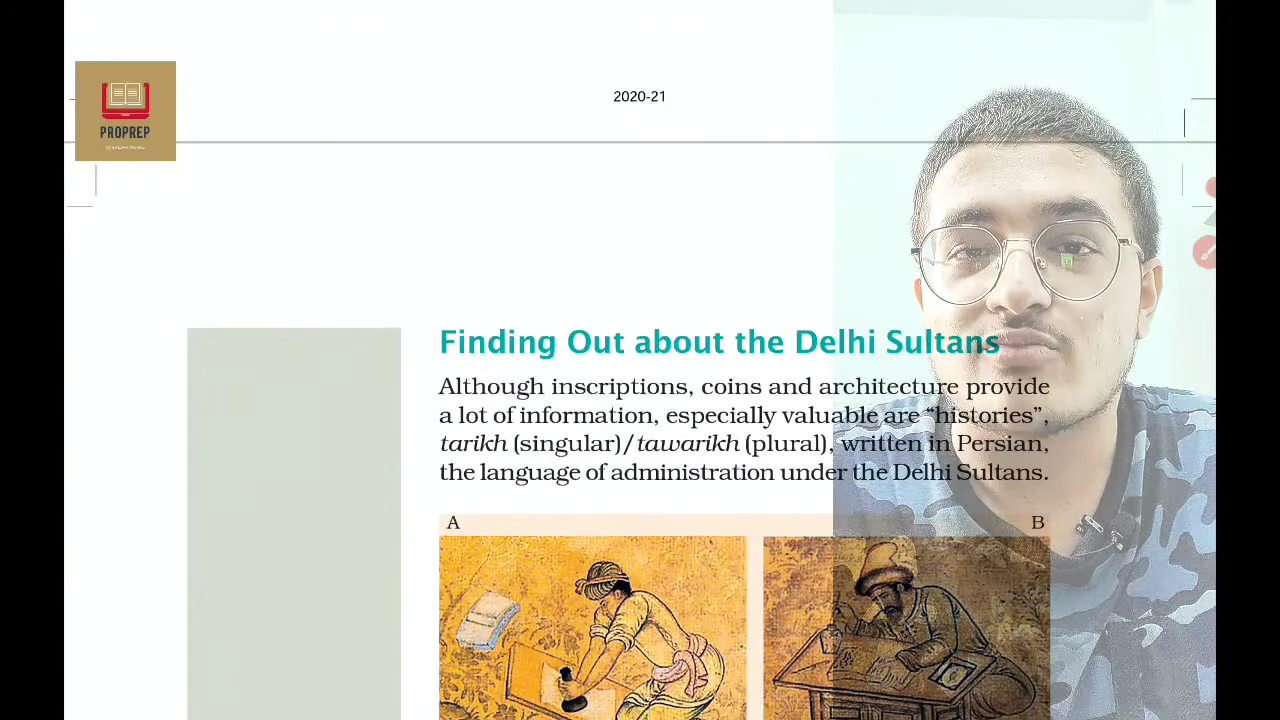 PROPREP
2020-21
Finding Out about the Delhi Sultans
Although inscriptions, coins and architecture provide
a lot of information, especially valuable are “histories”,
tarikh (singular)/tawarikh (plural), written in Persian,
the language of administration under the Delhi Sultans.
A
B